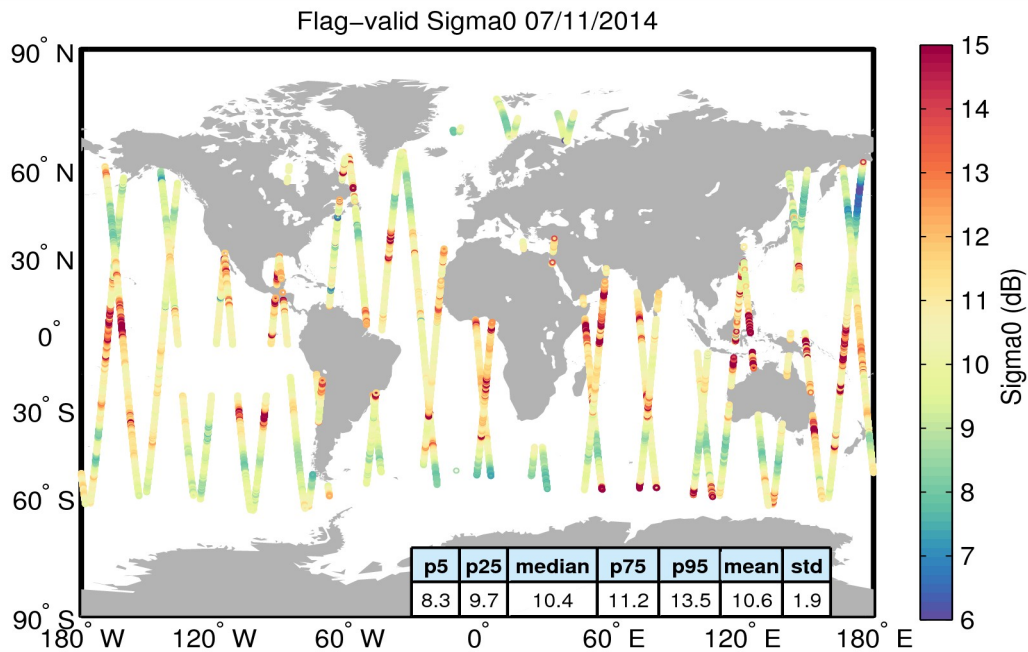 Flag-valid Sigma0 07/11/2014
90° N
60° N
30° N
0°
30° S
60° S
90° S
180° W
120° W
60° W
0°
60° E
120° E
180° E
p5 p25 median p75 p95 mean std
8.3 9.7 10.4 11.2 13.5 10.6 1.9
15
14
13
12
11
10
9
8
7
6
Sigma0 (dB)